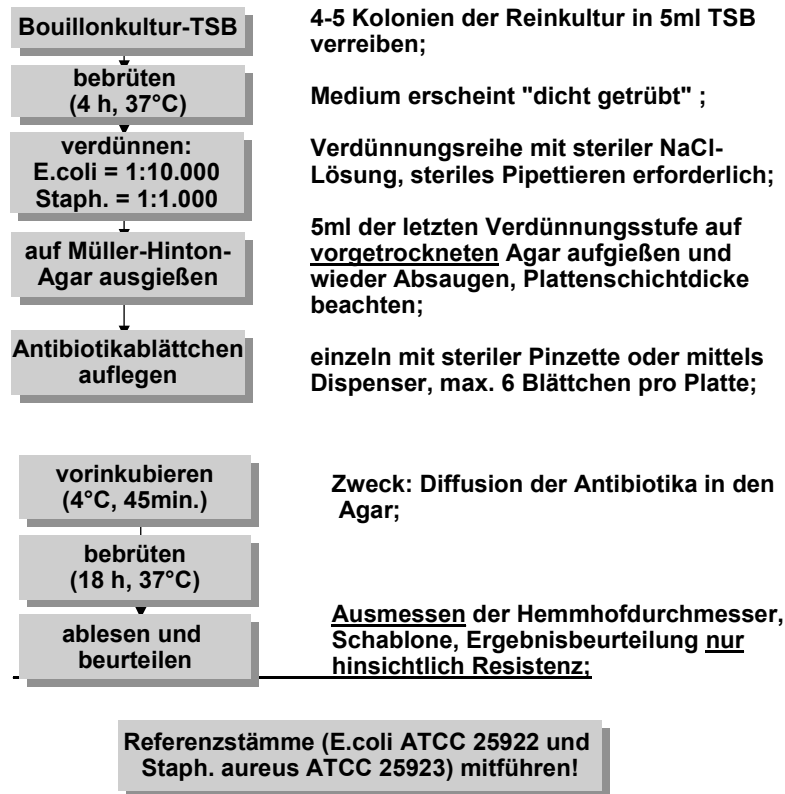 Bouillonkultur-TSB
4-5 Kolonien der Reinkultur in 5ml TSB
verreiben;
bebrüten
(4 h, 37°C)
Medium erscheint "dicht getrübt" ;
verdünnen:
E.coli = 1:10.000
Staph. = 1:1.000
Verdünnungsreihe mit steriler NaCl-
Lösung, steriles Pipettieren erforderlich;
auf Müller-Hinton-
Agar ausgießen
5ml der letzten Verdünnungsstufe auf
vorgetrockneten Agar aufgießen und
wieder Absaugen, Plattenschichtdicke
beachten;
Antibiotikablättchen
auflegen
einzeln mit steriler Pinzette oder mittels
Dispenser, max. 6 Blättchen pro Platte;
vorinkubieren
(4°C, 45min.)
Zweck: Diffusion der Antibiotika in den
Agar;
bebrüten
(18 h, 37°C)
ablesen und
beurteilen
Ausmessen der Hemmhofdurchmesser,
Schablone, Ergebnisbeurteilung nur
hinsichtlich Resistenz;
Referenzstämme (E.coli ATCC 25922 und
Staph. aureus ATCC 25923) mitführen!